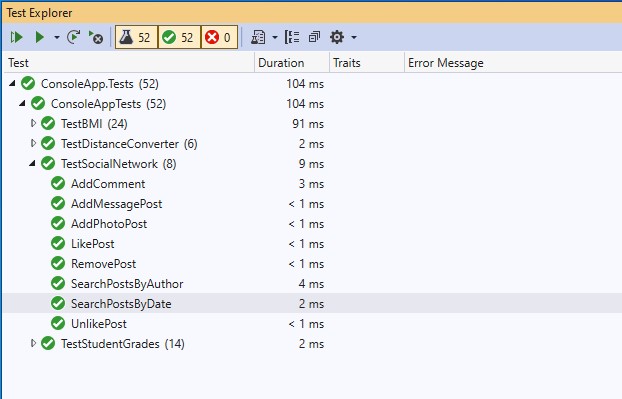 Test Explorer
52 52 0
Test Duration Traits Error Message
ConsoleApp.Tests (52) 104 ms
ConsoleAppTests (52) 104 ms
TestBMI (24) 91 ms
TestDistanceConverter (6) 2 ms
TestSocialNetwork (8) 9 ms
AddComment 3 ms
AddMessagePost < 1 ms
AddPhotoPost < 1 ms
LikePost < 1 ms
RemovePost < 1 ms
SearchPostsByAuthor 4 ms
SearchPostsByDate 2 ms
UnlikePost < 1 ms
TestStudentGrades (14) 2 ms